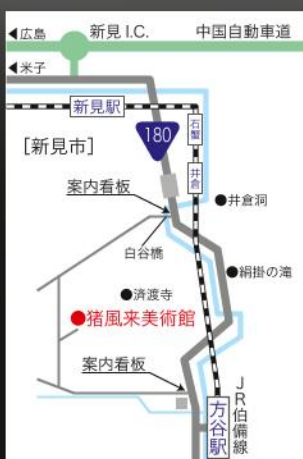 ◀広島
新見 I.C.
中国自動車道
◀米子
新見駅
石蟹
[新見市]
180
井倉
案内看板
●井倉洞
白谷橋
●絹掛の滝
●済渡寺
●猪風来美術館
案内看板
方谷駅
JR伯備線